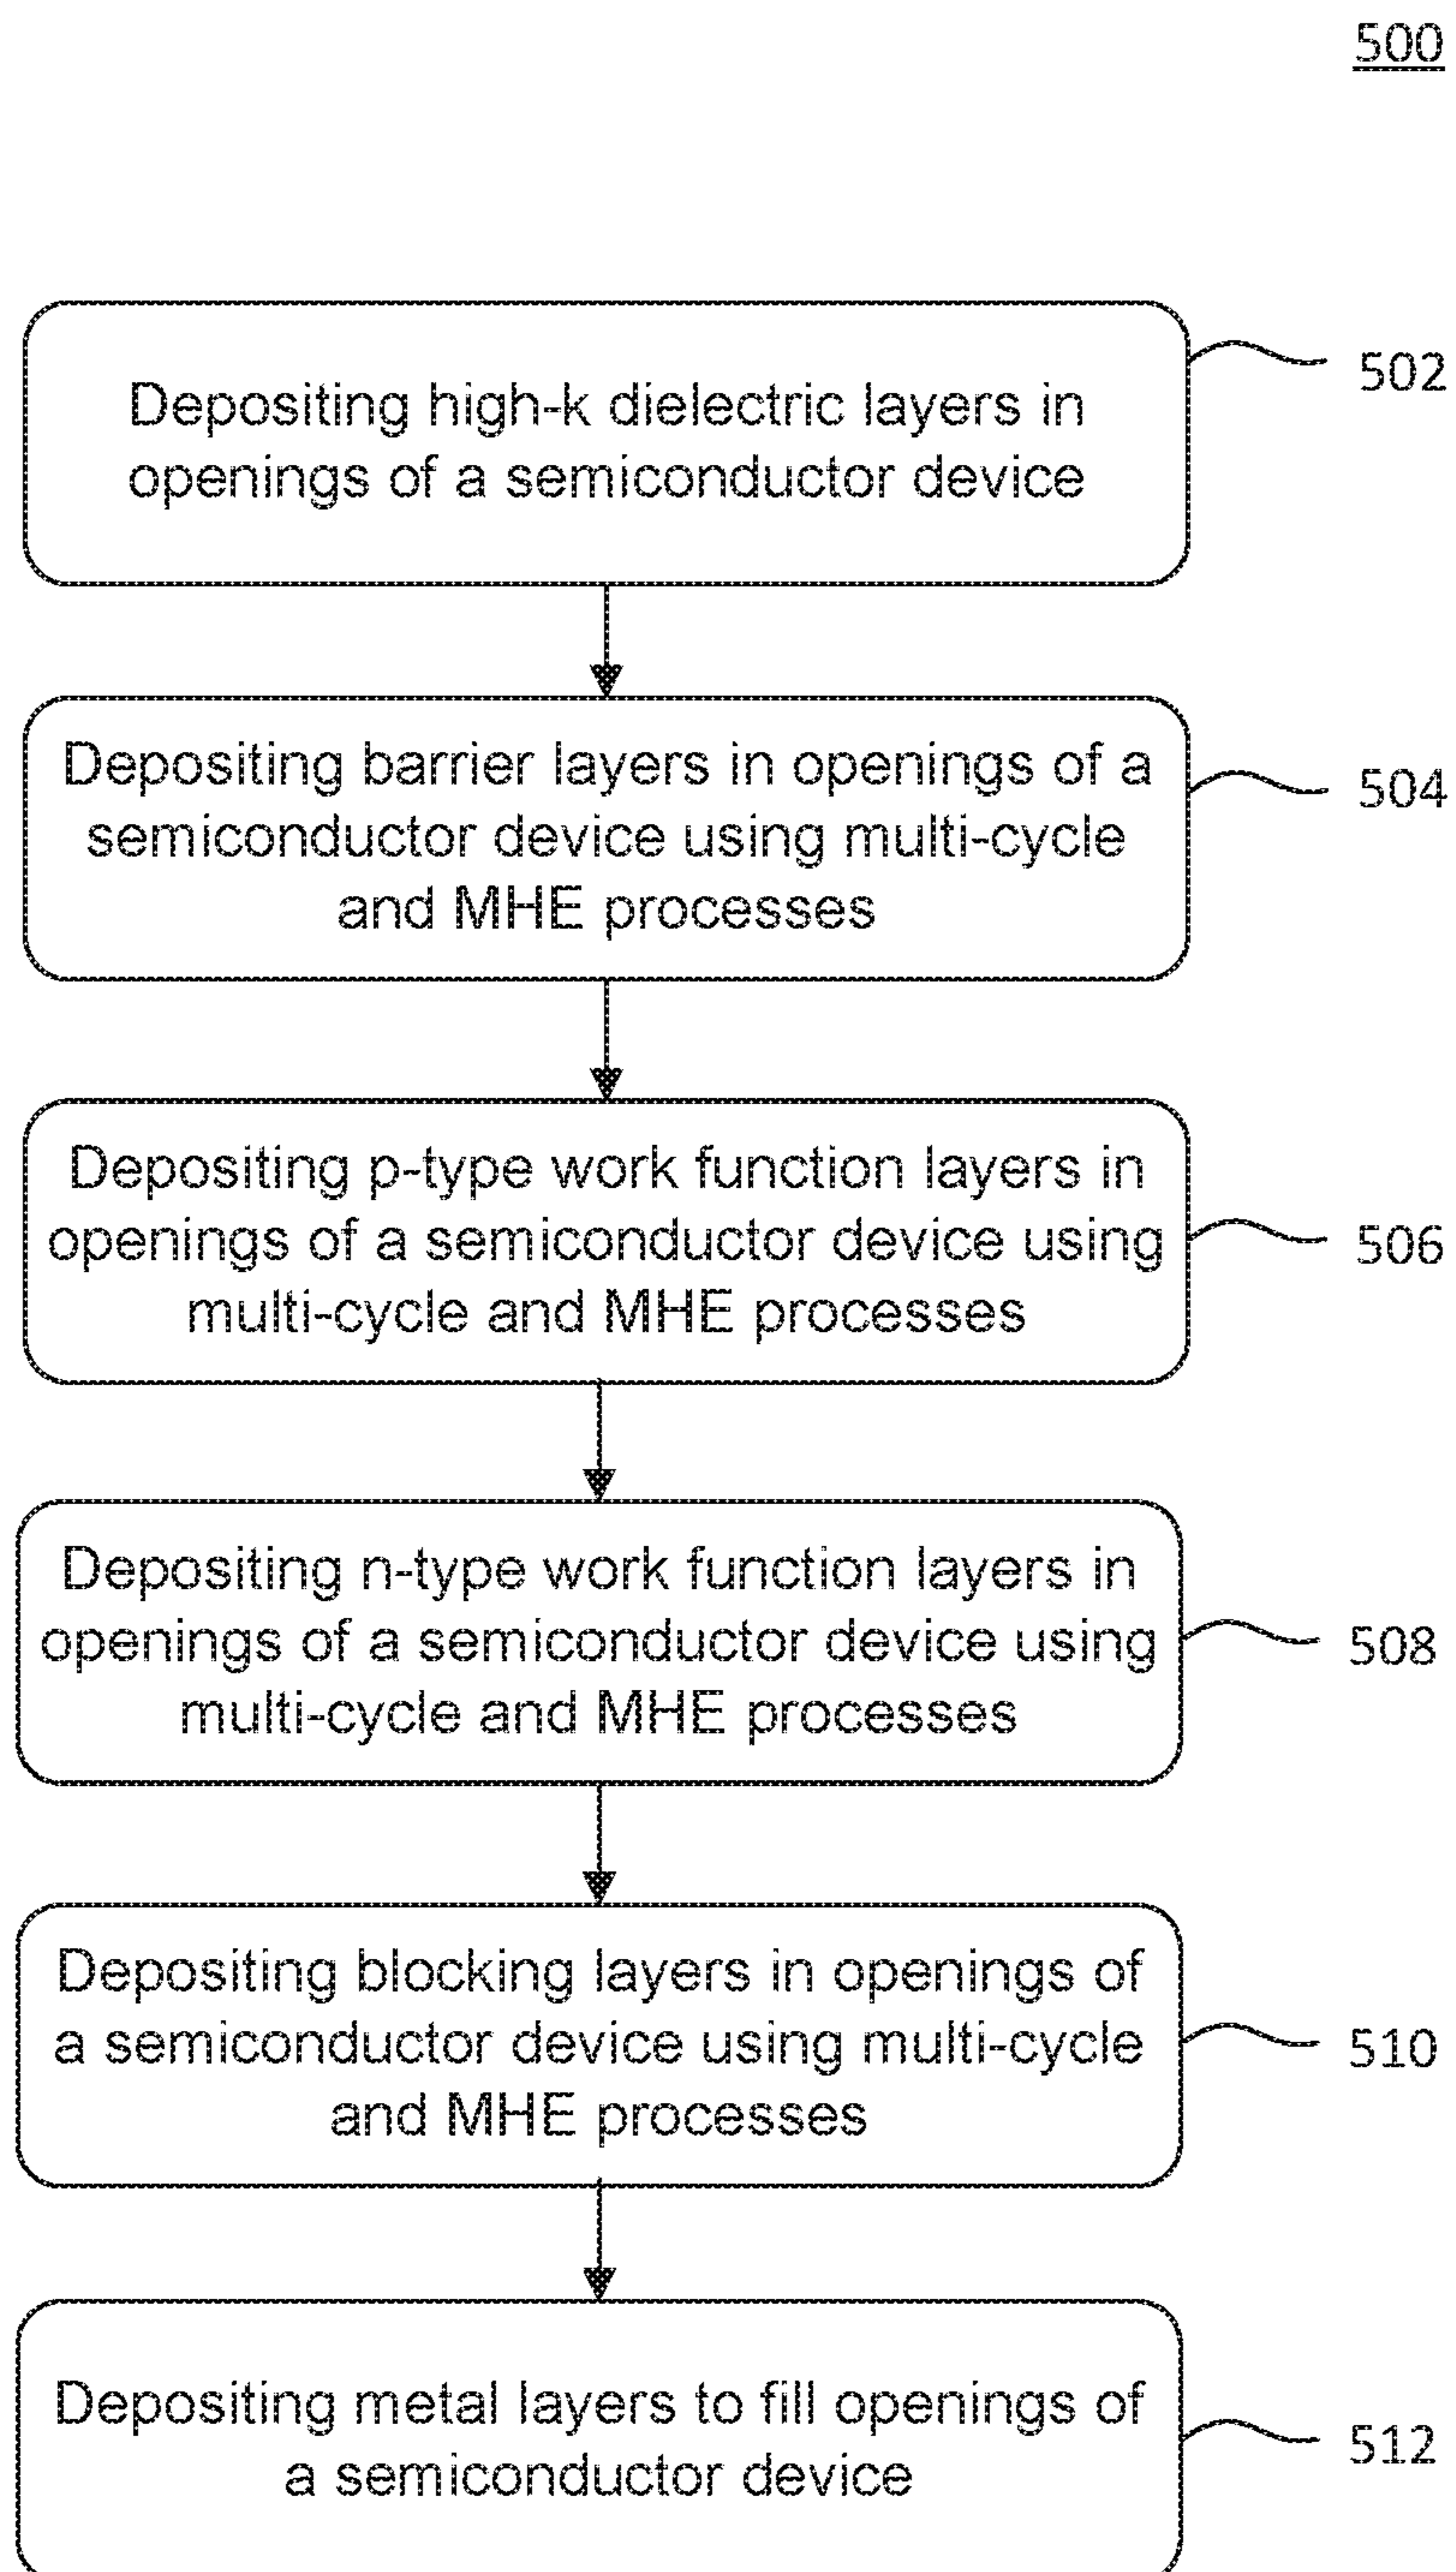 500
Depositing high-k dielectric layers in
openings of a semiconductor device
502
Depositing barrier layers in openings of a
semiconductor device using multi-cycle
and MHE processes
504
Depositing p-type work function layers in
openings of a semiconductor device using
multi-cycle and MHE processes
506
Depositing n-type work function layers in
openings of a semiconductor device using
multi-cycle and MHE processes
508
Depositing blocking layers in openings of
a semiconductor device using multi-cycle
and MHE processes
510
Depositing metal layers to fill openings of
a semiconductor device
512